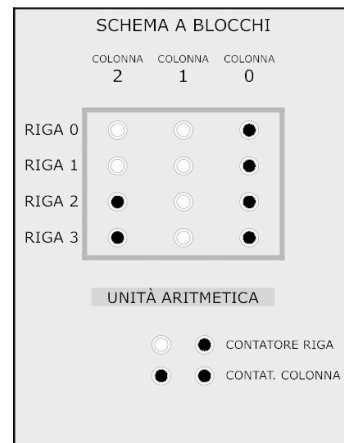 SCHEMA A BLOCCHI
COLONNA COLONNA COLONNA
2 1 0
RIGA 0
RIGA 1
RIGA 2
RIGA 3
UNITÀ ARITMETICA
CONTATORE RIGA
CONTAT. COLONNA